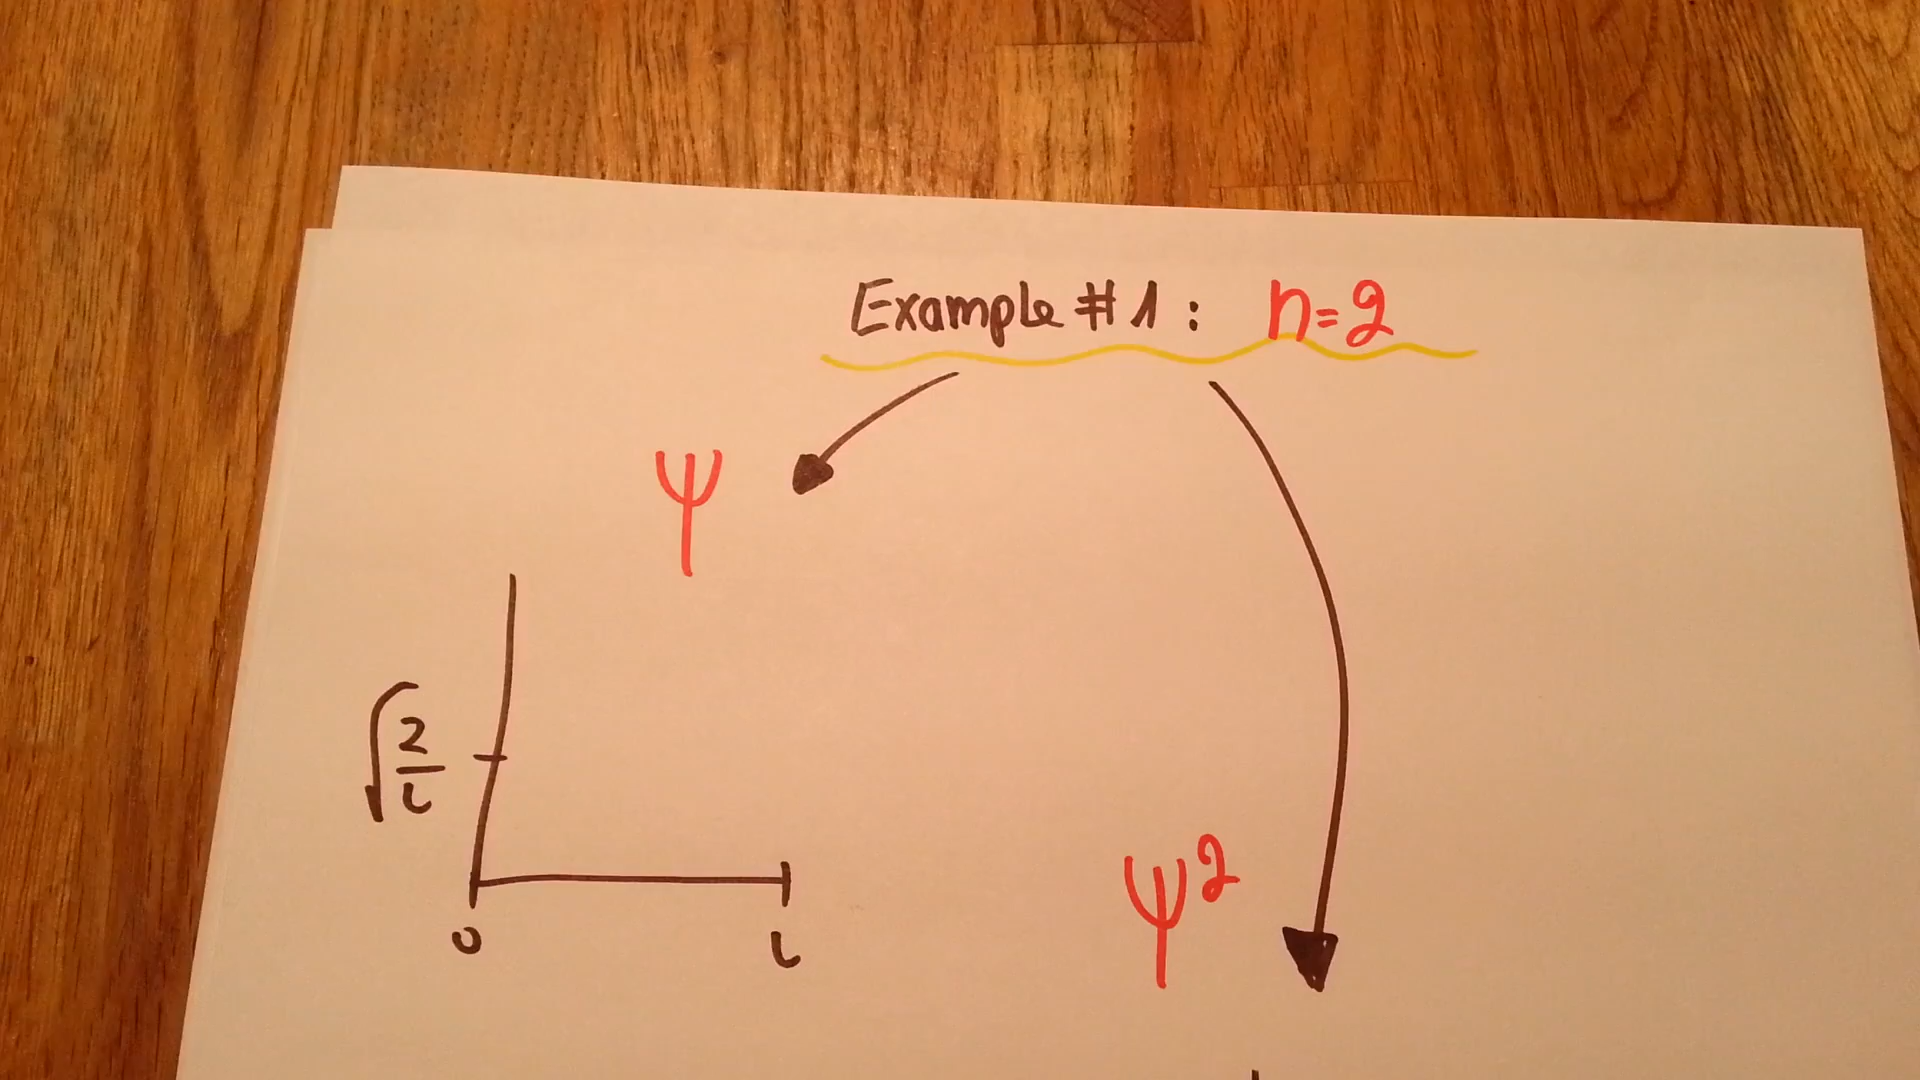 Example #1: n=2
ψ
√2/L
ψ²
0 L